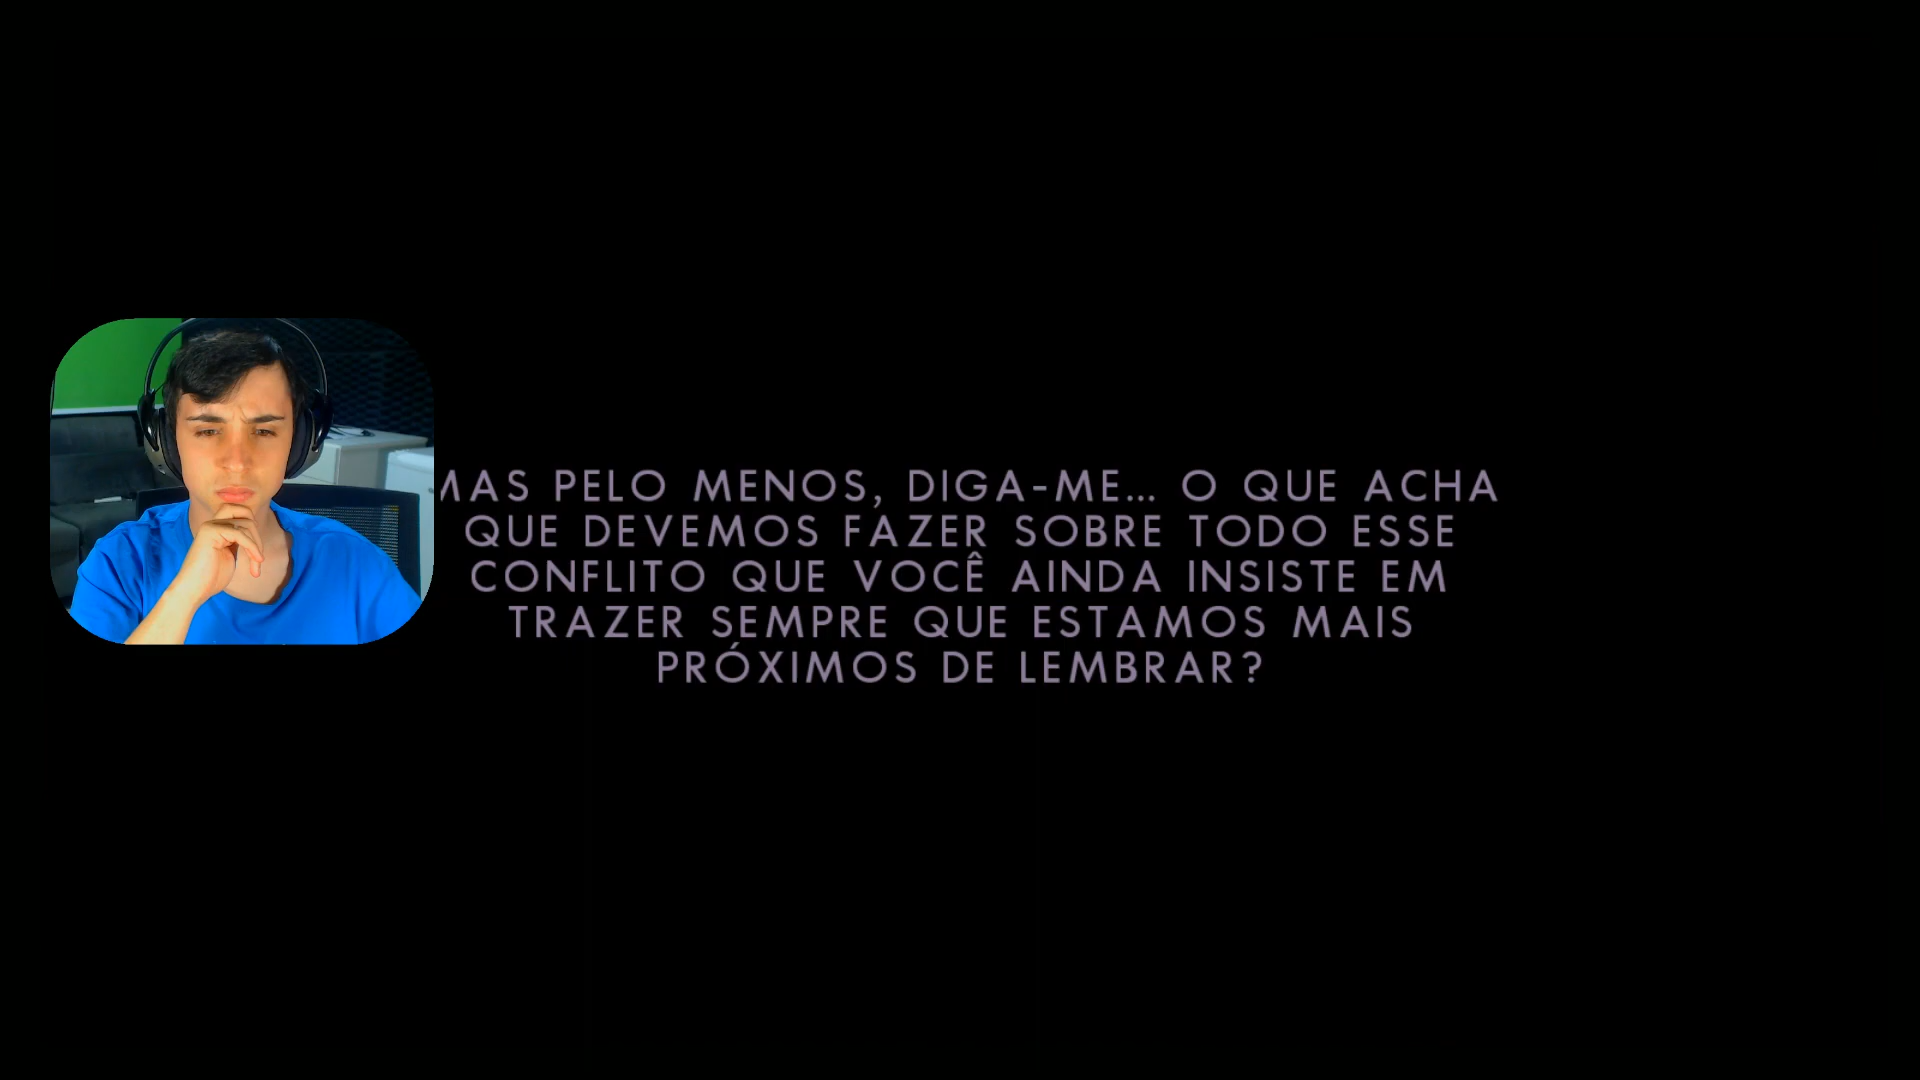 MAS PELO MENOS, DIGA-ME... O QUE ACHA
QUE DEVEMOS FAZER SOBRE TODO ESSE
CONFLITO QUE VOCÊ AINDA INSISTE EM
TRAZER SEMPRE QUE ESTAMOS MAIS
PRÓXIMOS DE LEMBRAR?